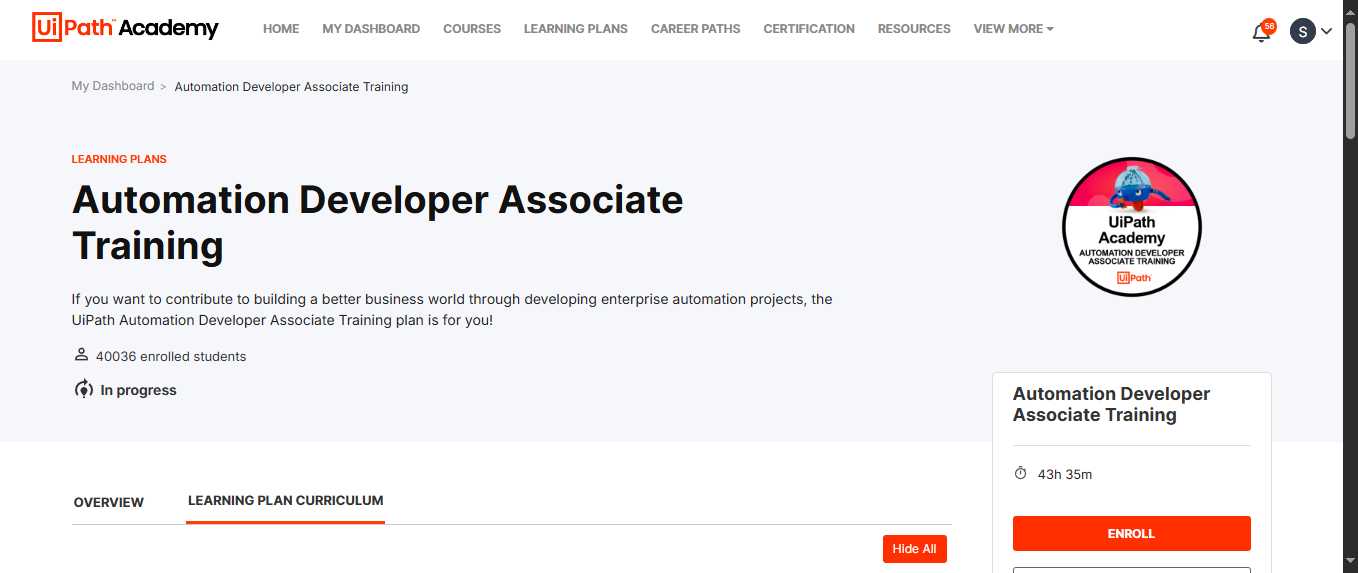 UiPath™ Academy
HOME MY DASHBOARD COURSES LEARNING PLANS CAREER PATHS CERTIFICATION RESOURCES VIEW MORE
56
S
My Dashboard > Automation Developer Associate Training
LEARNING PLANS
Automation Developer Associate
Training
If you want to contribute to building a better business world through developing enterprise automation projects, the
UiPath Automation Developer Associate Training plan is for you!
40036 enrolled students
In progress
UiPath
Academy
AUTOMATION DEVELOPER
ASSOCIATE TRAINING
UiPath
Automation Developer
Associate Training
43h 35m
ENROLL
OVERVIEW LEARNING PLAN CURRICULUM
Hide All